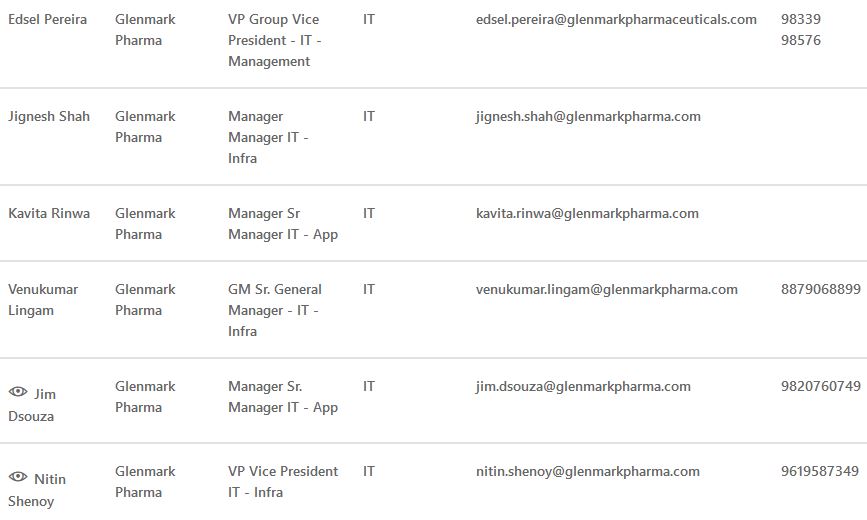 Edsel Pereira Glenmark VP Group Vice IT edsel.pereira@glenmarkpharmaceuticals.com 98339
Pharma President - IT - 98576
Management
Jignesh Shah Glenmark Manager IT jignesh.shah@glenmarkpharma.com
Pharma Manager IT -
Infra
Kavita Rinwa Glenmark Manager Sr IT kavita.rinwa@glenmarkpharma.com
Pharma Manager IT - App
Venukumar Glenmark GM Sr. General IT venukumar.lingam@glenmarkpharma.com 8879068899
Lingam Pharma Manager - IT -
Infra
Jim Glenmark Manager Sr. IT jim.dsouza@glenmarkpharma.com 9820760749
Dsouza Pharma Manager IT - App
Nitin Glenmark VP Vice President IT nitin.shenoy@glenmarkpharma.com 9619587349
Shenoy Pharma IT - Infra